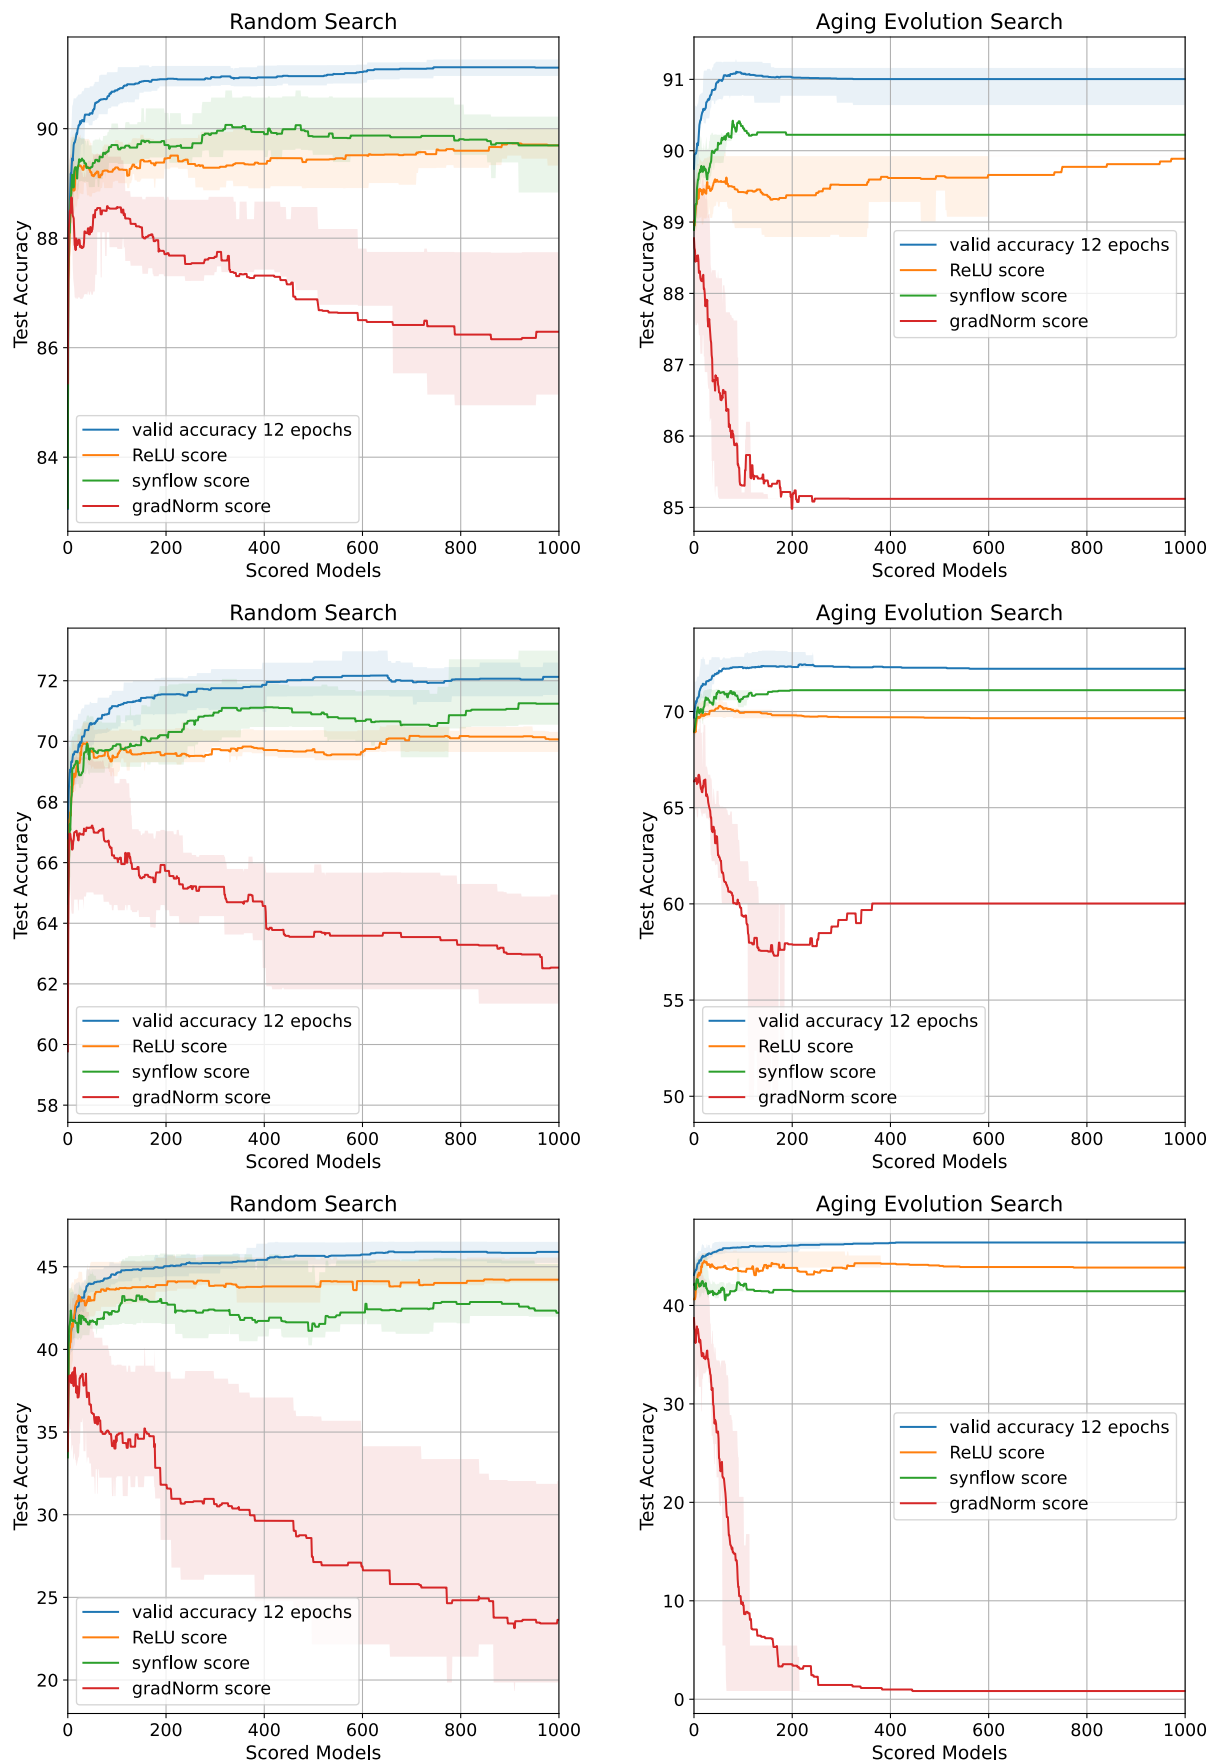 Random Search
Test Accuracy
90
88
86
84
valid accuracy 12 epochs
ReLU score
synflow score
gradNorm score
0 200 400 600 800 1000
Scored Models
Aging Evolution Search
Test Accuracy
91
90
89
88
87
86
85
valid accuracy 12 epochs
ReLU score
synflow score
gradNorm score
0 200 400 600 800 1000
Scored Models
Random Search
Test Accuracy
72
70
68
66
64
62
60
58
valid accuracy 12 epochs
ReLU score
synflow score
gradNorm score
0 200 400 600 800 1000
Scored Models
Aging Evolution Search
Test Accuracy
70
65
60
55
50
valid accuracy 12 epochs
ReLU score
synflow score
gradNorm score
0 200 400 600 800 1000
Scored Models
Random Search
Test Accuracy
45
40
35
30
25
20
valid accuracy 12 epochs
ReLU score
synflow score
gradNorm score
0 200 400 600 800 1000
Scored Models
Aging Evolution Search
Test Accuracy
40
30
20
10
0
valid accuracy 12 epochs
ReLU score
synflow score
gradNorm score
0 200 400 600 800 1000
Scored Models